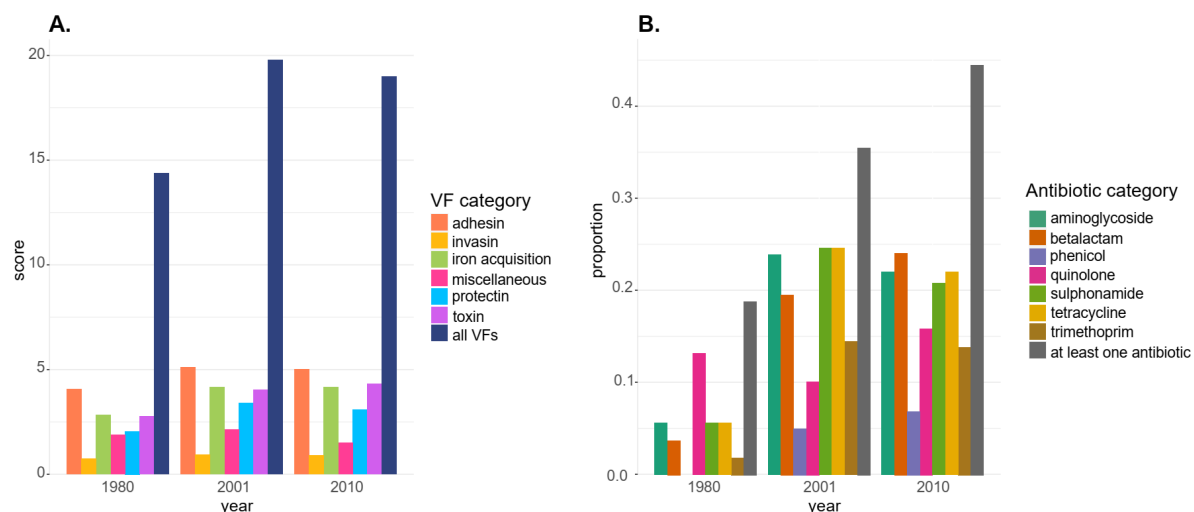 A.
score
20
15
10
5
0
1980
2001
2010
year
VF category
adhesin
invasin
iron acquisition
miscellaneous
protectin
toxin
all VFs
B.
proportion
0.4
0.3
0.2
0.1
0.0
1980
2001
2010
year
Antibiotic category
aminoglycoside
betalactam
phenicol
quinolone
sulphonamide
tetracycline
trimethoprim
at least one antibiotic